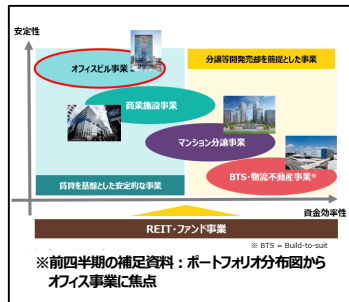 安定性
分譲等開発売却を前提とした事業
オフィスビル事業
商業施設事業
マンション分譲事業
BTS・物流不動産事業※
賃貸を基盤とした安定的な事業
資金効率性
REIT・ファンド事業
※ BTS = Build-to-suit
※前四半期の補足資料：ポートフォリオ分布図から
オフィス事業に焦点